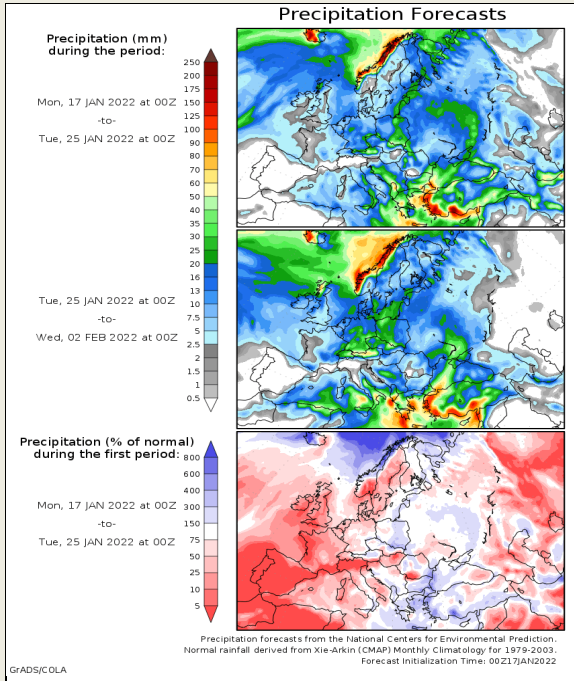 Precipitation Forecasts
Precipitation (mm)
during the period:
Mon, 17 JAN 2022 at 00Z
-to-
Tue, 25 JAN 2022 at 00Z
250
200
175
150
125
100
90
80
70
60
50
40
35
30
25
20
16
13
10
7.5
5
2.5
2
1.5
1
0.5
Tue, 25 JAN 2022 at 00Z
-to-
Wed, 02 FEB 2022 at 00Z
Precipitation (% of normal)
during the first period:
Mon, 17 JAN 2022 at 00Z
-to-
Tue, 25 JAN 2022 at 00Z
800
600
400
300
150
75
50
25
10
5
Precipitation forecasts from the National Centers for Environmental Prediction.
Normal rainfall derived from Xie-Arkin (CMAP) Monthly Climatology for 1979-2003.
Forecast Initialization Time: 00Z17JAN2022
GrADS/COLA